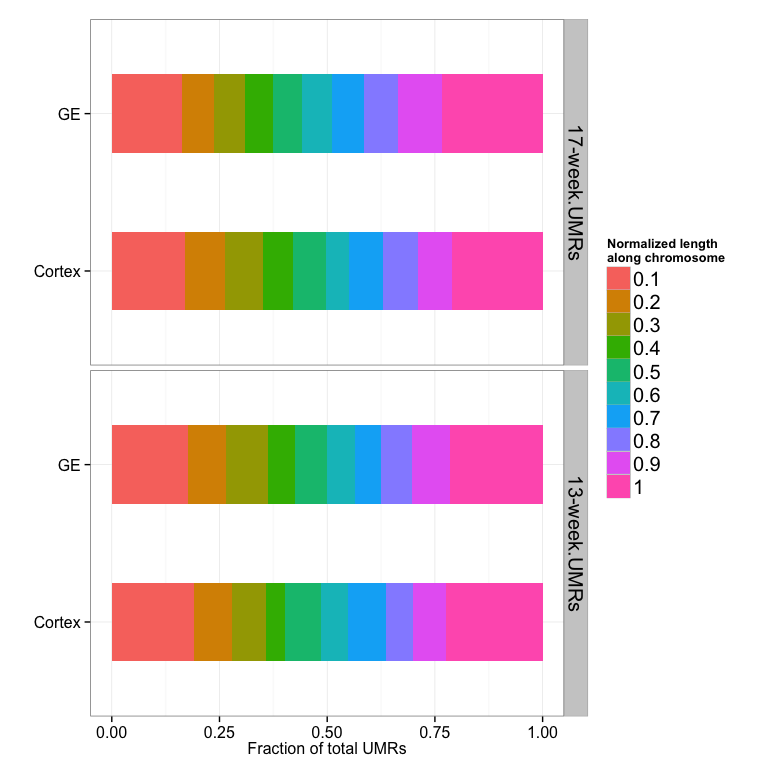 GE
Cortex
17-week.UMRs
GE
Cortex
13-week.UMRs
0.00 0.25 0.50 0.75 1.00
Fraction of total UMRs
Normalized length
along chromosome
0.1
0.2
0.3
0.4
0.5
0.6
0.7
0.8
0.9
1